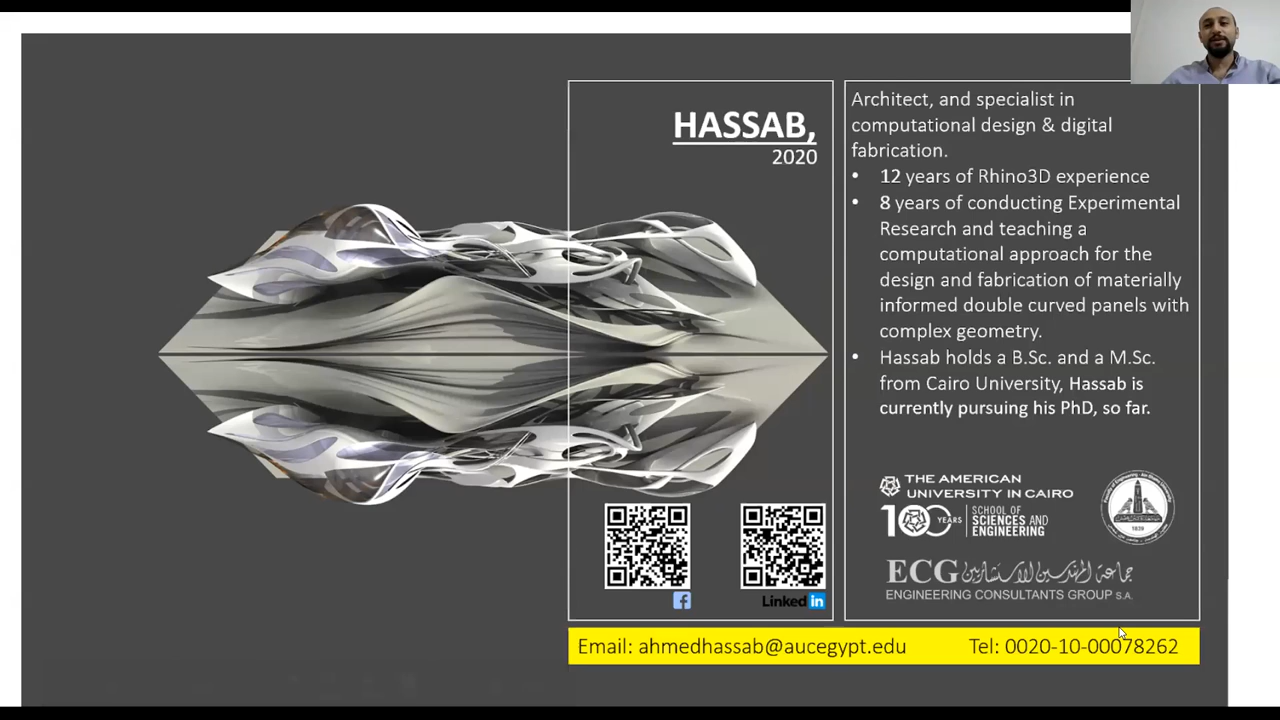 HASSAB,
2020
Architect, and specialist in
computational design & digital
fabrication.
• 12 years of Rhino3D experience
• 8 years of conducting Experimental
Research and teaching a
computational approach for the
design and fabrication of materially
informed double curved panels with
complex geometry.
• Hassab holds a B.Sc. and a M.Sc.
from Cairo University, Hassab is
currently pursuing his PhD, so far.
THE AMERICAN
UNIVERSITY IN CAIRO
100 YEARS
SCHOOL OF
SCIENCES AND
ENGINEERING
1839
ECG جماعة المهندسين الاستشاريين
ENGINEERING CONSULTANTS GROUP S.A.
Linked in
Email: ahmedhassab@aucegypt.edu Tel: 0020-10-00078262